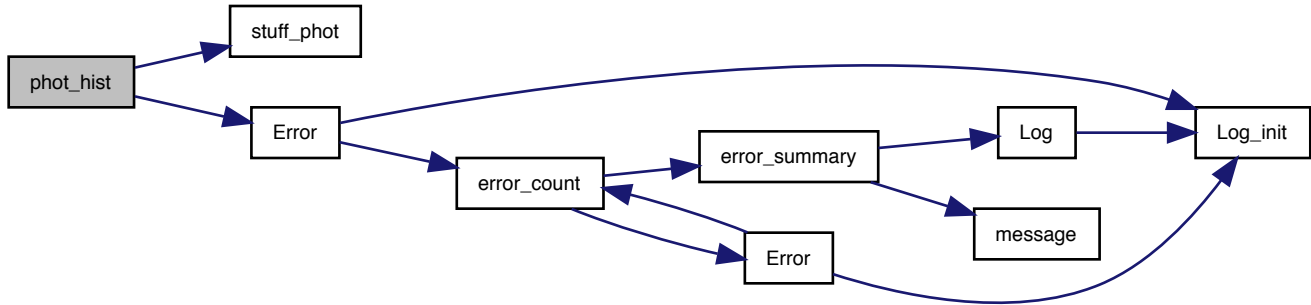 phot_hist
stuff_phot
Error
error_count
error_summary
Error
Log
message
Log_init